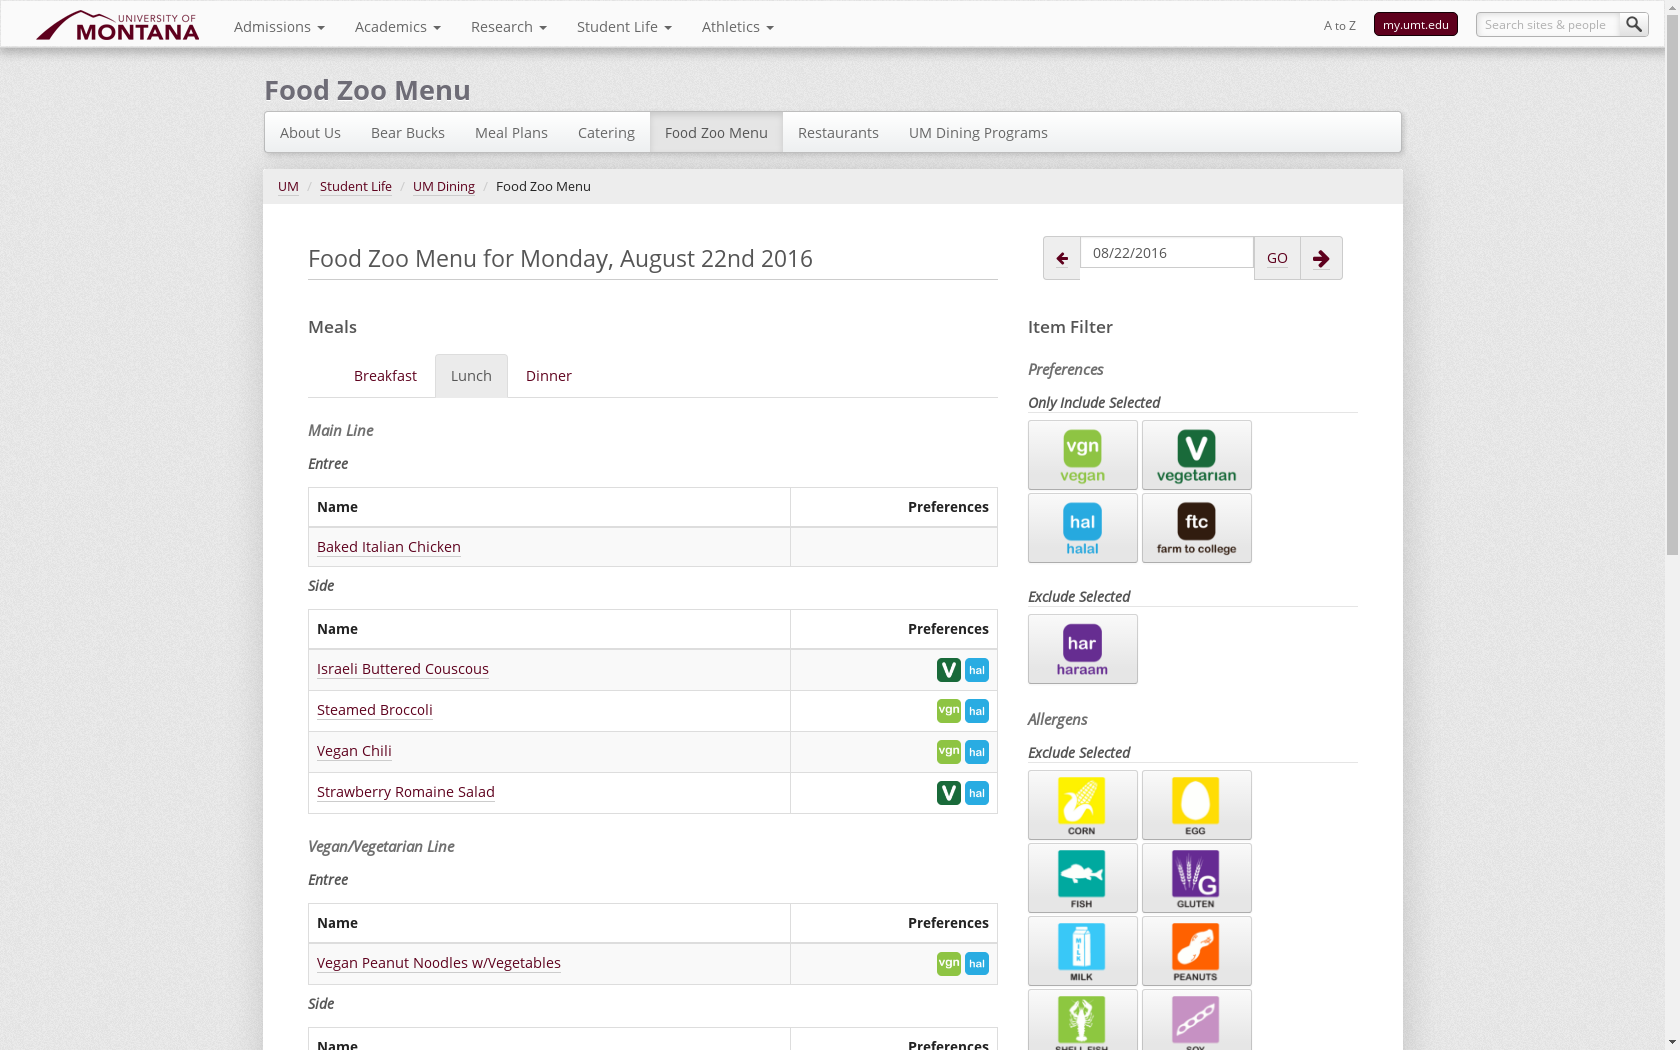 UNIVERSITY OF
MONTANA
Admissions
Academics
Research
Student Life
Athletics
A to Z
my.umt.edu
Search sites & people
Food Zoo Menu
About Us
Bear Bucks
Meal Plans
Catering
Food Zoo Menu
Restaurants
UM Dining Programs
UM / Student Life / UM Dining / Food Zoo Menu
Food Zoo Menu for Monday, August 22nd 2016
08/22/2016
GO
Meals
Breakfast
Lunch
Dinner
Main Line
Entree
Name Preferences
Baked Italian Chicken
Side
Name Preferences
Israeli Buttered Couscous V hal
Steamed Broccoli vgn hal
Vegan Chili vgn hal
Strawberry Romaine Salad V hal
Vegan/Vegetarian Line
Entree
Name Preferences
Vegan Peanut Noodles w/Vegetables vgn hal
Side
Name Preferences
Item Filter
Preferences
Only Include Selected
vgn
vegan
V
vegetarian
hal
halal
ftc
farm to college
Exclude Selected
har
haraam
Allergens
Exclude Selected
CORN
EGG
FISH
G
GLUTEN
MILK
MILK
PEANUTS
SHELL FISH
SOY